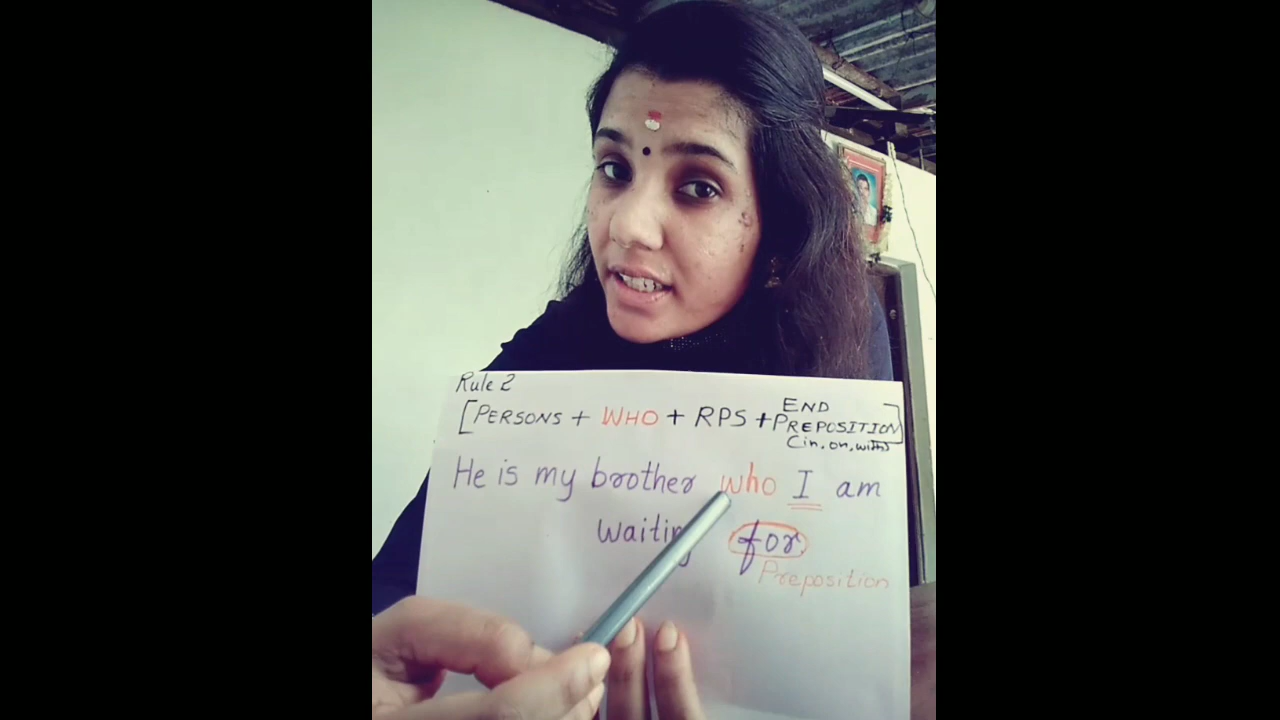 Rule 2
[PERSONS + WHO + RPS + END PREPOSITION]
(in, on, with)
He is my brother who I am
waiting for
Preposition